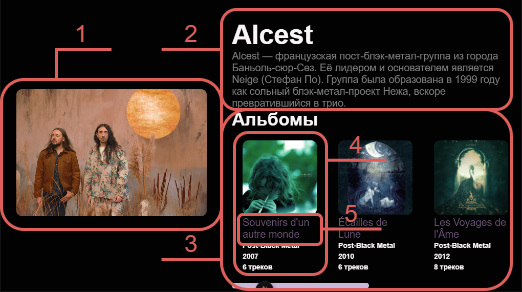 1
2
Alcest
Alcest — французская пост-блэк-метал-группа из города
Баньоль-сюр-Сез. Её лидером и основателем является
Neige (Стефан По). Группа была образована в 1999 году
как сольный блэк-метал-проект Нежа, вскоре
превратившийся в трио.
Альбомы
4
5
3
Souvenirs d'un
autre monde
Post-Black Metal
2007
6 треков
Écailles de
Lune
Post-Black Metal
2010
6 треков
Les Voyages de
l'Âme
Post-Black Metal
2012
8 треков